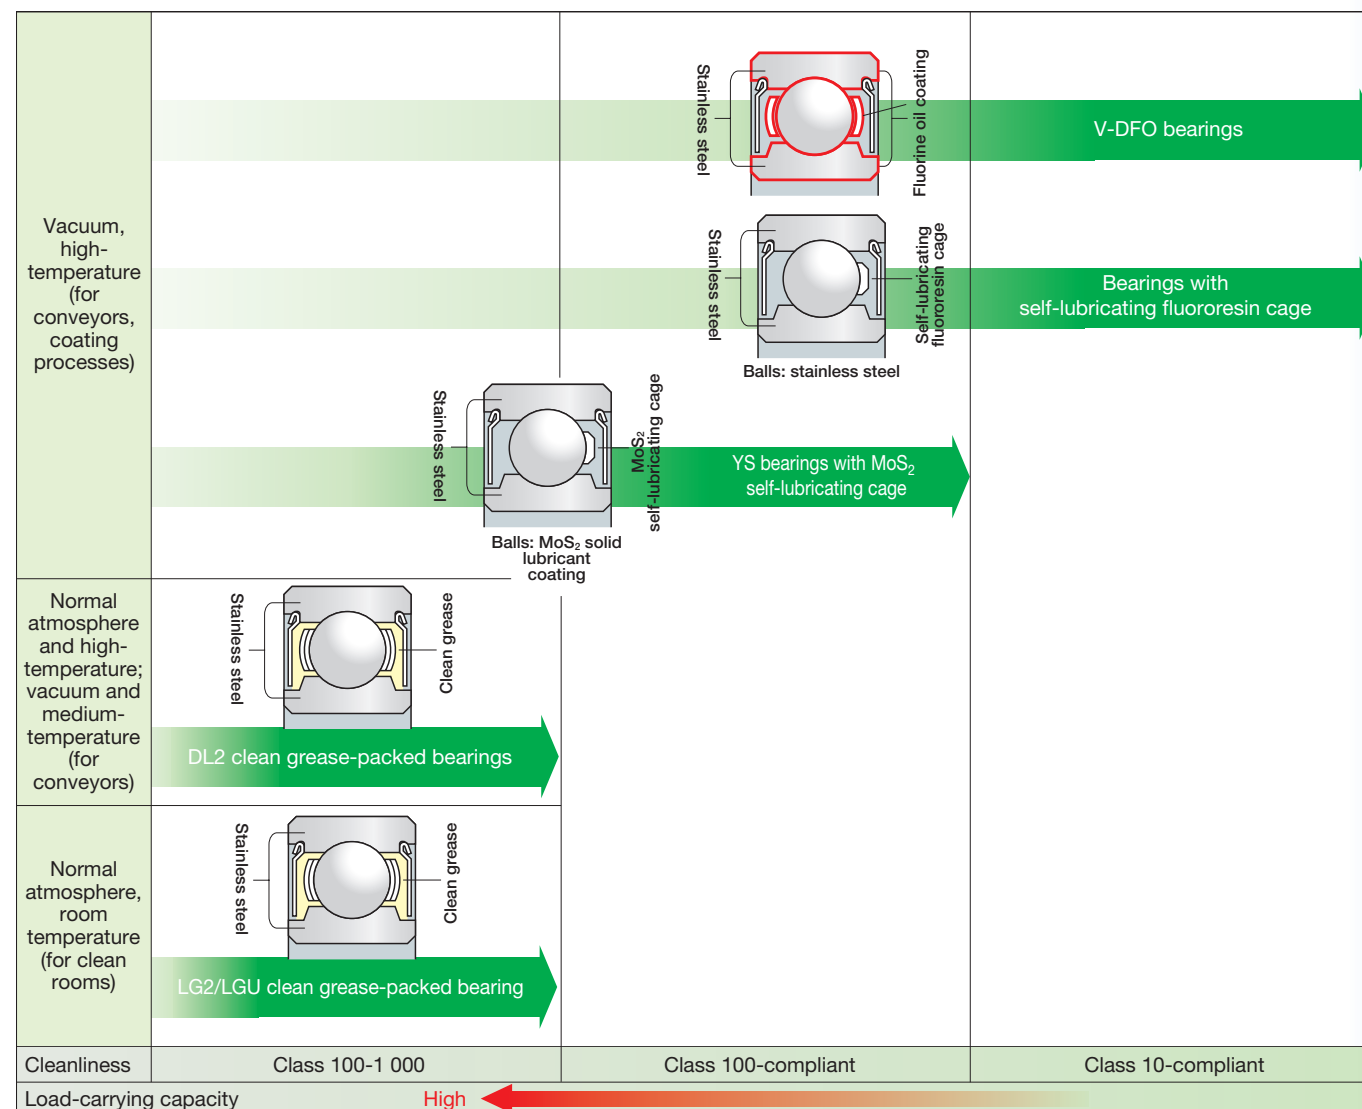 Vacuum,
high-
temperature
(for
conveyors,
coating
processes)
Stainless steel
Fluorine oil coating
V-DFO bearings
Stainless steel
Self-lubricating
fluororesin cage
Balls: stainless steel
Bearings with
self-lubricating fluororesin cage
Stainless steel
MoS₂
self-lubricating cage
Balls: MoS₂ solid
lubricant
coating
YS bearings with MoS₂
self-lubricating cage
Normal
atmosphere
and high-
temperature;
vacuum and
medium-
temperature
(for
conveyors)
Stainless steel
Clean grease
DL2 clean grease-packed bearings
Normal
atmosphere,
room
temperature
(for clean
rooms)
Stainless steel
Clean grease
LG2/LGU clean grease-packed bearing
Cleanliness
Class 100-1 000
Class 100-compliant
Class 10-compliant
Load-carrying capacity
High